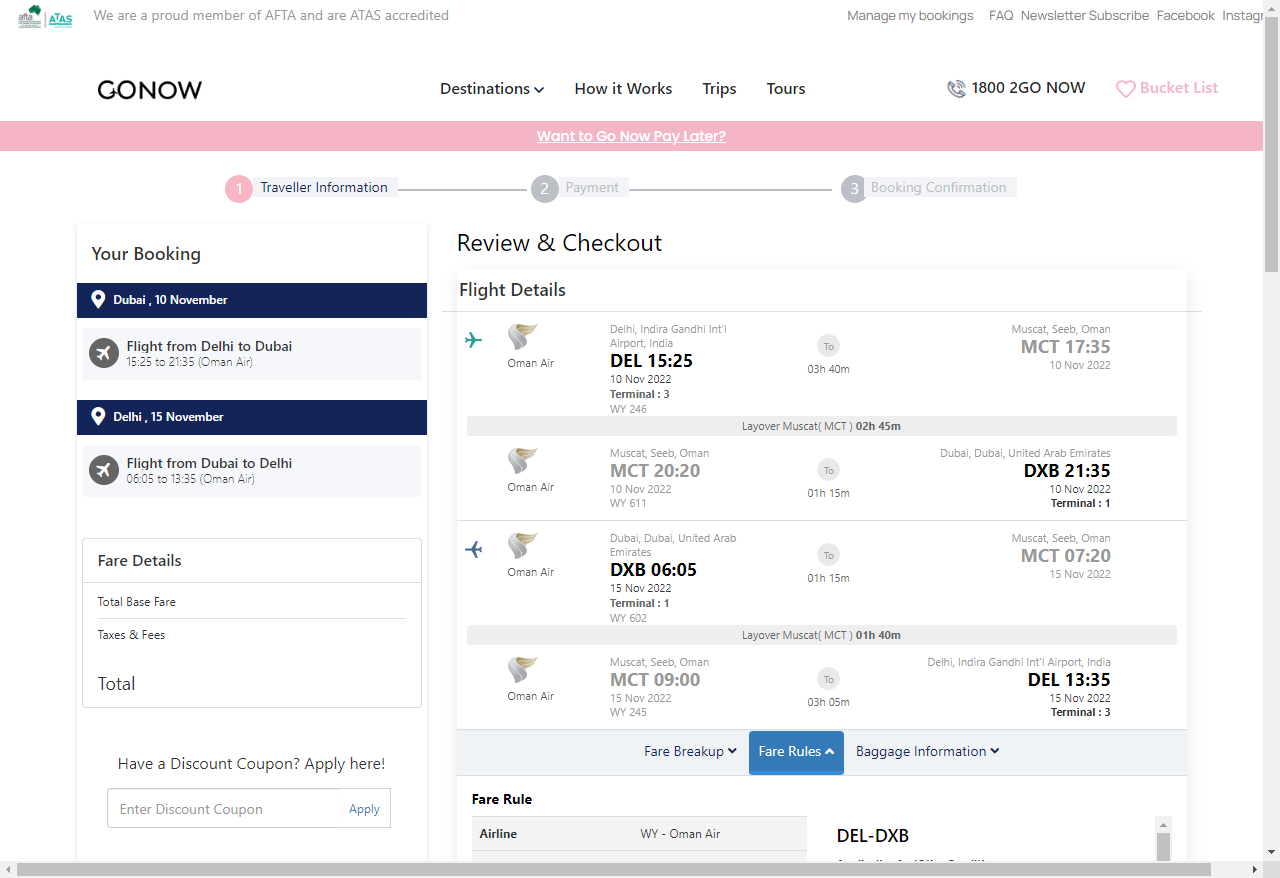 afta ATAS We are a proud member of AFTA and are ATAS accredited Manage my bookings FAQ Newsletter Subscribe Facebook Instagr
GONOW Destinations How it Works Trips Tours 1800 2GO NOW Bucket List
Want to Go Now Pay Later?
1 Traveller Information 2 Payment 3 Booking Confirmation
Your Booking
Dubai , 10 November
Flight from Delhi to Dubai
15:25 to 21:35 (Oman Air)
Delhi , 15 November
Flight from Dubai to Delhi
06:05 to 13:35 (Oman Air)
Fare Details
Total Base Fare
Taxes & Fees
Total
Have a Discount Coupon? Apply here!
Enter Discount Coupon Apply
Review & Checkout
Flight Details
Oman Air
Delhi, Indira Gandhi Int'l
Airport, India
DEL 15:25
10 Nov 2022
Terminal : 3
WY 246
To
03h 40m
Muscat, Seeb, Oman
MCT 17:35
10 Nov 2022
Layover Muscat( MCT ) 02h 45m
Oman Air
Muscat, Seeb, Oman
MCT 20:20
10 Nov 2022
WY 611
To
01h 15m
Dubai, Dubai, United Arab Emirates
DXB 21:35
10 Nov 2022
Terminal : 1
Oman Air
Dubai, Dubai, United Arab
Emirates
DXB 06:05
15 Nov 2022
Terminal : 1
WY 602
To
01h 15m
Muscat, Seeb, Oman
MCT 07:20
15 Nov 2022
Layover Muscat( MCT ) 01h 40m
Oman Air
Muscat, Seeb, Oman
MCT 09:00
15 Nov 2022
WY 245
To
03h 05m
Delhi, Indira Gandhi Int'l Airport, India
DEL 13:35
15 Nov 2022
Terminal : 3
Fare Breakup Fare Rules Baggage Information
Fare Rule
Airline WY - Oman Air
DEL-DXB